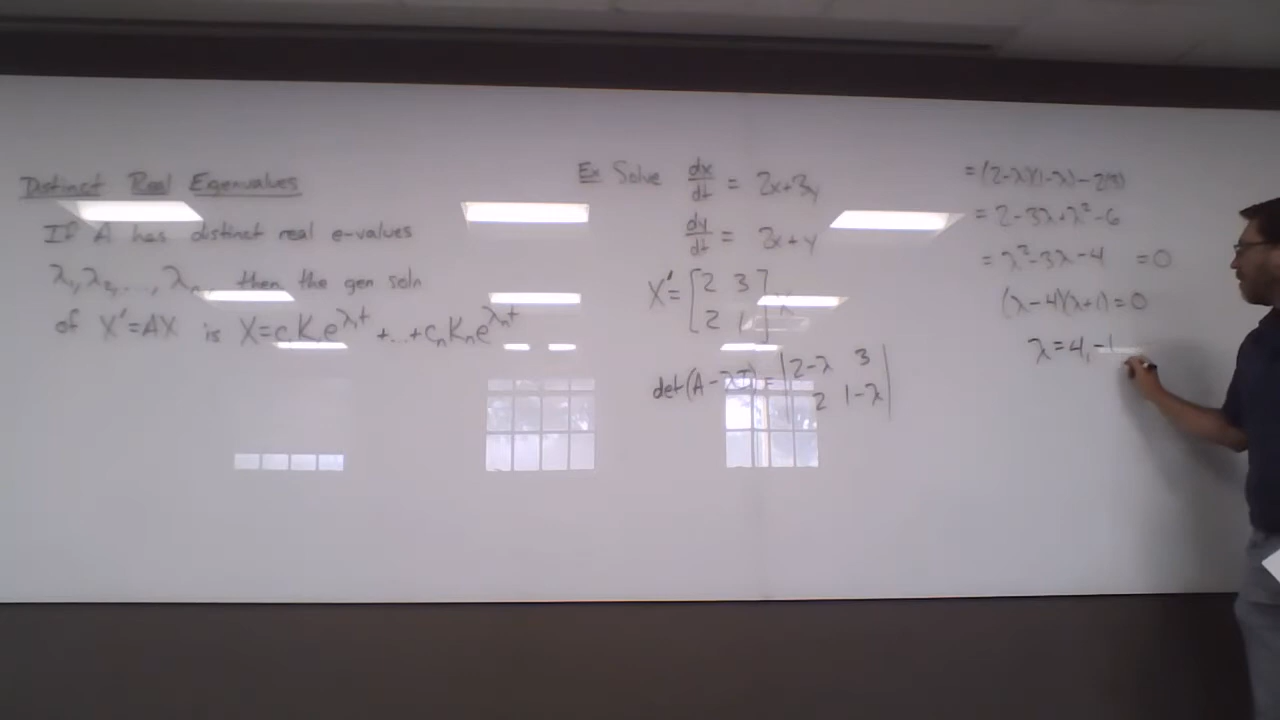 Distinct Real Eigenvalues
If A has distinct real e-values
λ₁, λ₂, ..., λₙ, then the gen soln
of X'=AX is X=c₁K₁e^λ₁t +...+cₙKₙe^λₙt
Ex Solve dx/dt = 2x+3y
dy/dt = 2x+y
X' = [2 3; 2 1] X
det(A-λI) = |2-λ 3; 2 1-λ|
= (2-λ)(1-λ)-2(3)
= 2-3λ+λ²-6
= λ²-3λ-4 =0
(λ-4)(λ+1)=0
λ=4,-1